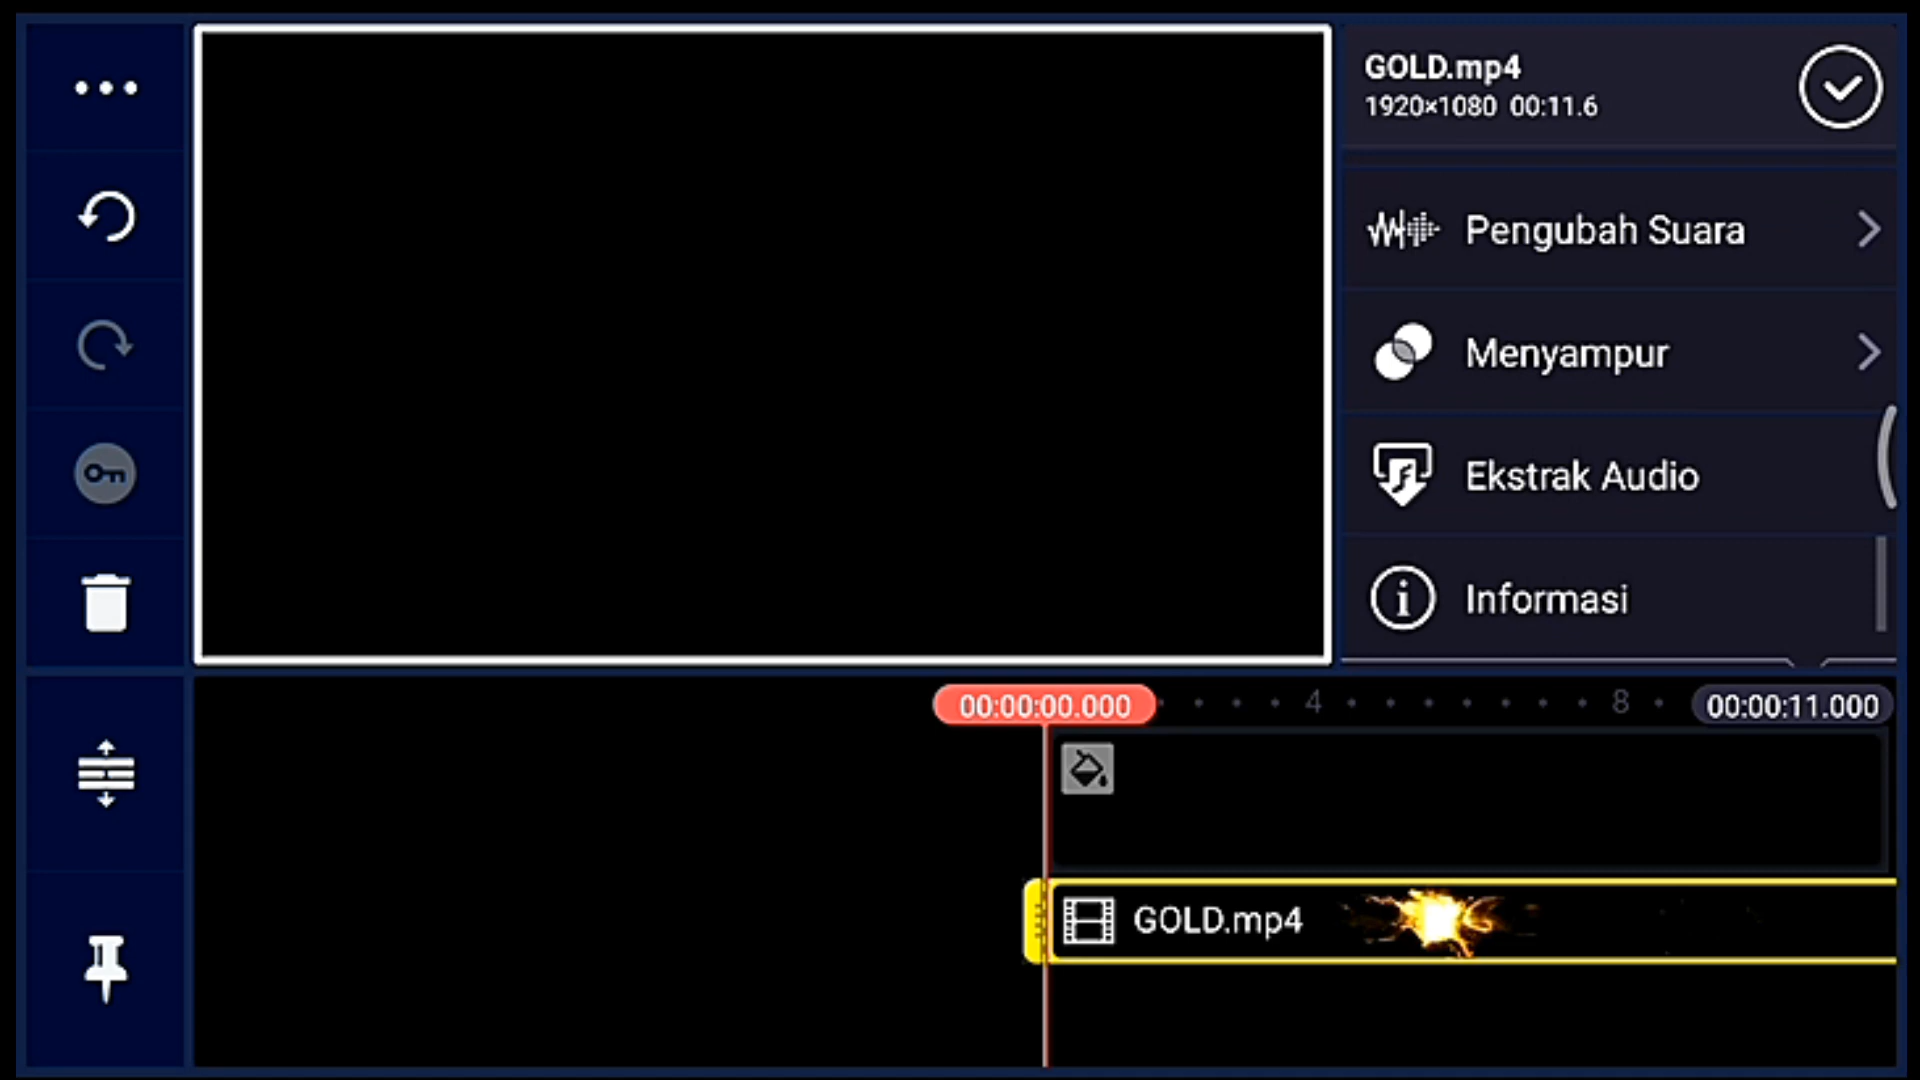 GOLD.mp4
1920×1080 00:11.6
Pengubah Suara
Menyampur
Ekstrak Audio
Informasi
00:00:00.000
4
8
00:00:11.000
GOLD.mp4